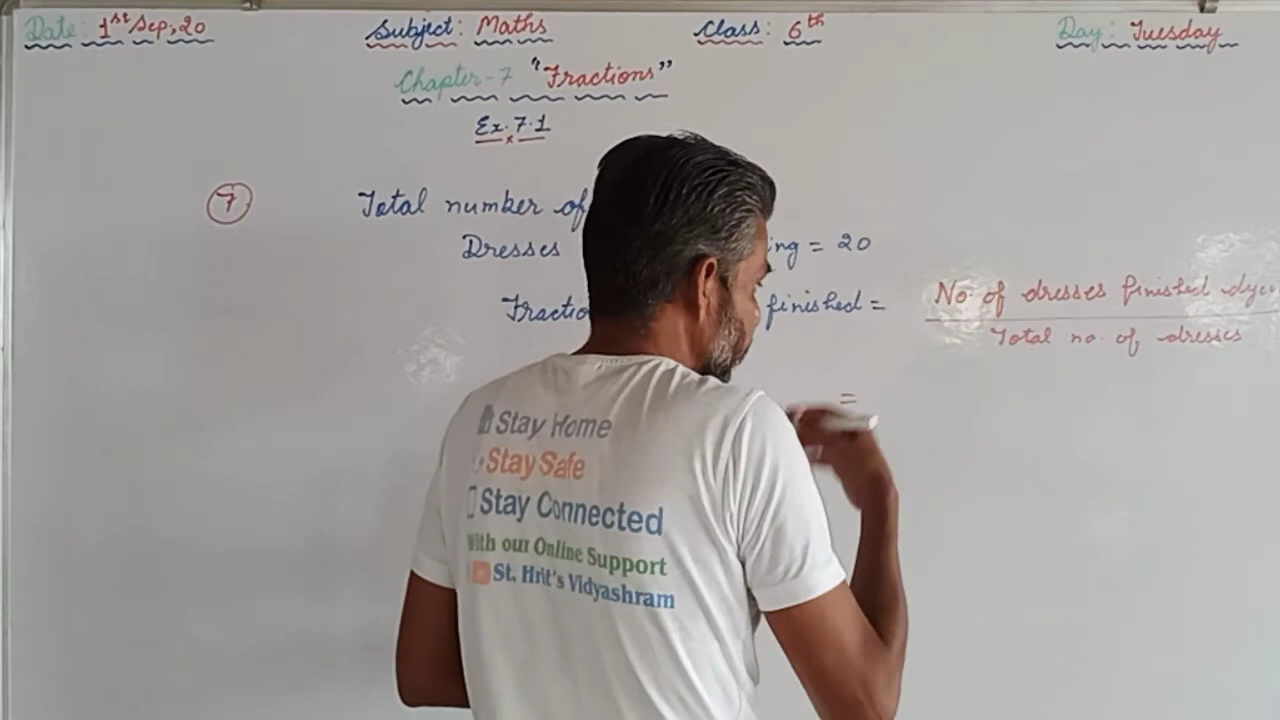 Date: 1st Sep, 20 Subject: Maths Class: 6th Day: Tuesday
Chapter-7 "Fractions"
Ex. 7.1
7 Total number of
Dresses ing = 20
Fractio finished = No. of dresses finished
Total no. of dresses
=
Stay Home
Stay Safe
Stay Connected
With our Online Support
St. Hrit's Vidyashram